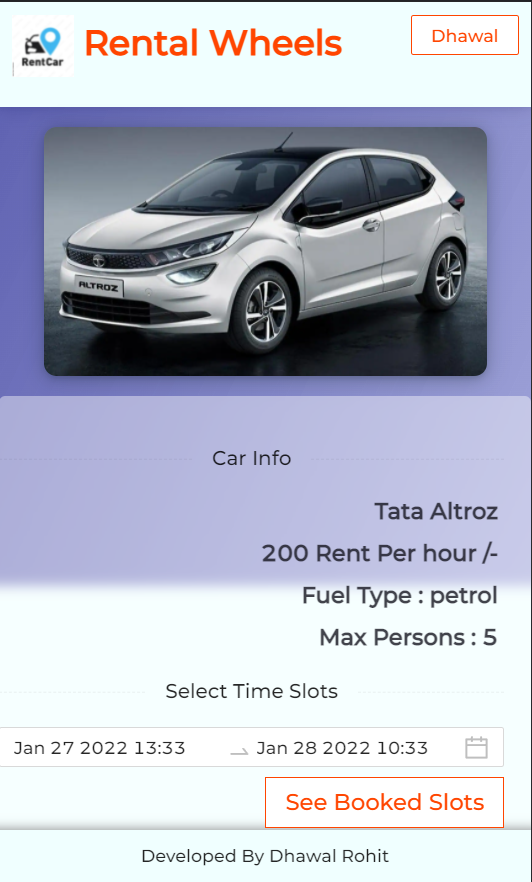 RentCar
Rental Wheels
Dhawal
ALTROZ
Car Info
Tata Altroz
200 Rent Per hour /-
Fuel Type : petrol
Max Persons : 5
Select Time Slots
Jan 27 2022 13:33
Jan 28 2022 10:33
See Booked Slots
Developed By Dhawal Rohit